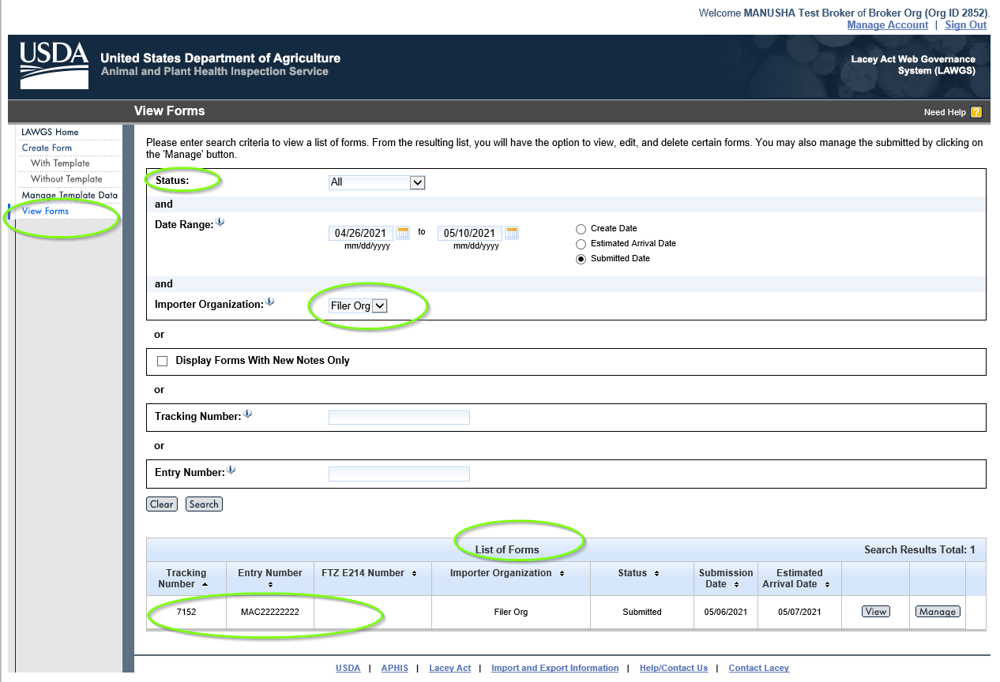 Welcome MANUSHA Test Broker of Broker Org (Org ID 2852).
Manage Account | Sign Out
USDA
United States Department of Agriculture
Animal and Plant Health Inspection Service
Lacey Act Web Governance
System (LAWGS)
View Forms
Need Help ?
LAWGS Home
Create Form
With Template
Without Template
Manage Template Data
View Forms
Please enter search criteria to view a list of forms. From the resulting list, you will have the option to view, edit, and delete certain forms. You may also manage the submitted by clicking on
the 'Manage' button.
Status: All
and
Date Range: 04/26/2021 to 05/10/2021
mm/dd/yyyy mm/dd/yyyy
Create Date
Estimated Arrival Date
Submitted Date
and
Importer Organization: Filer Org
or
Display Forms With New Notes Only
or
Tracking Number:
or
Entry Number:
Clear Search
List of Forms Search Results Total: 1
Tracking Number Entry Number FTZ E214 Number Importer Organization Status Submission Date Estimated Arrival Date
7152 MAC22222222 Filer Org Submitted 05/06/2021 05/07/2021 View Manage
USDA | APHIS | Lacey Act | Import and Export Information | Help/Contact Us | Contact Lacey